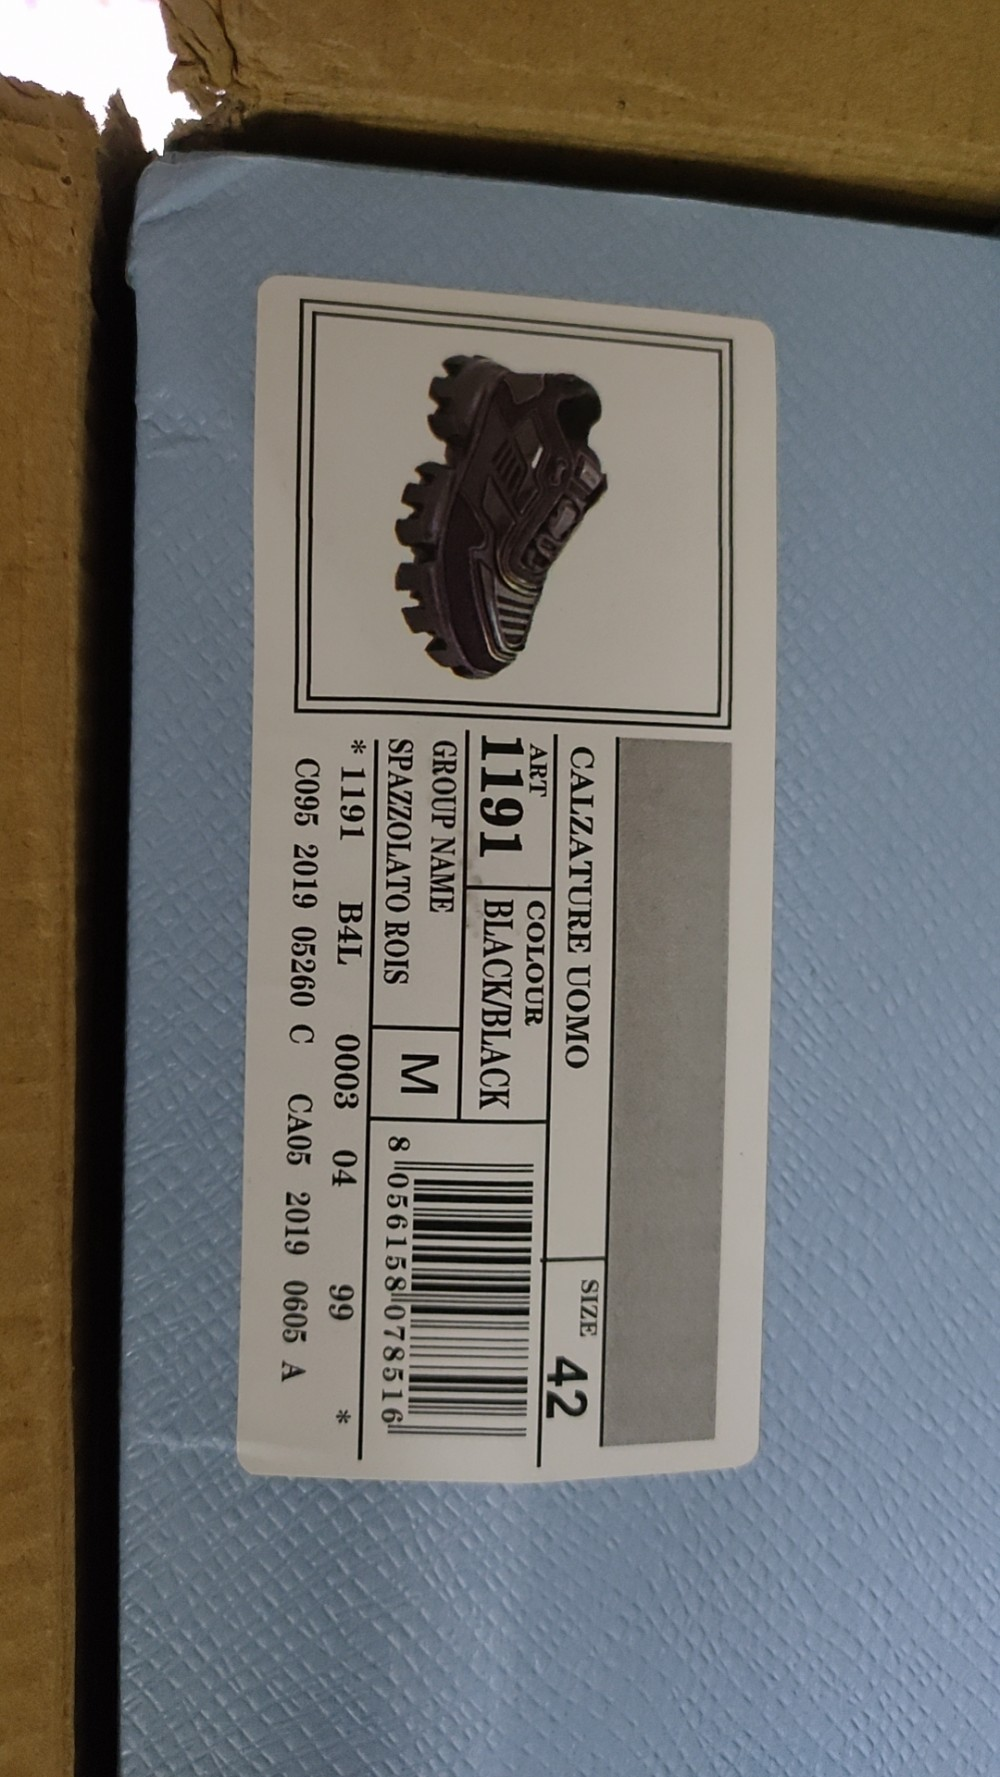 CALZATURE UOMO
SIZE 42
ART
1191
COLOUR
BLACK/BLACK
GROUP NAME
SPAZZOLATO ROIS
M
8 056158 078516
*1191 B4L 0003 04 99 *
C095 2019 05260 C CA05 2019 0605 A